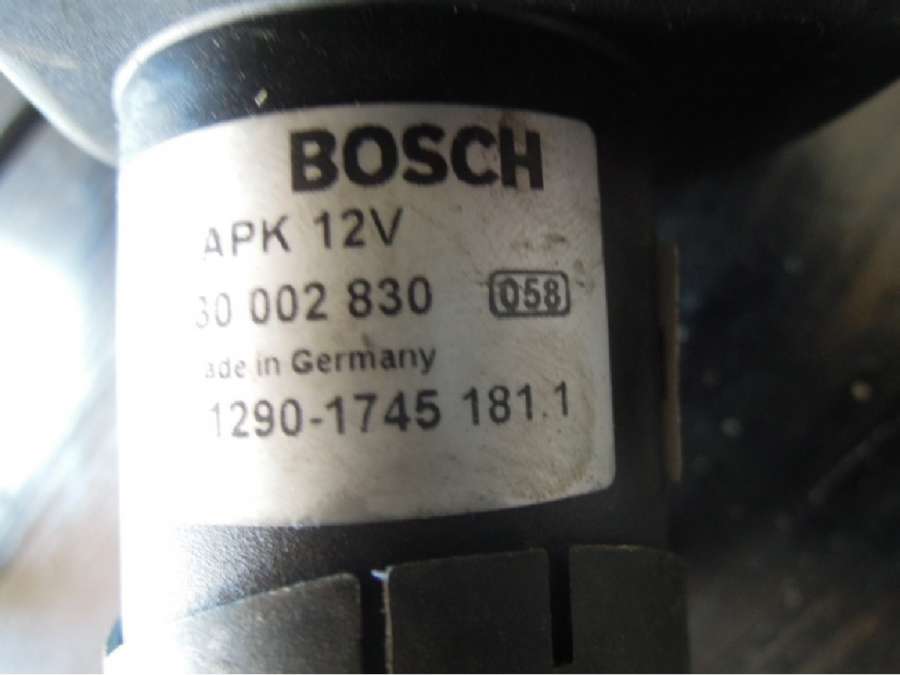 BOSCH
APK 12V
30 002 830 058
ade in Germany
1290-1745 181.1